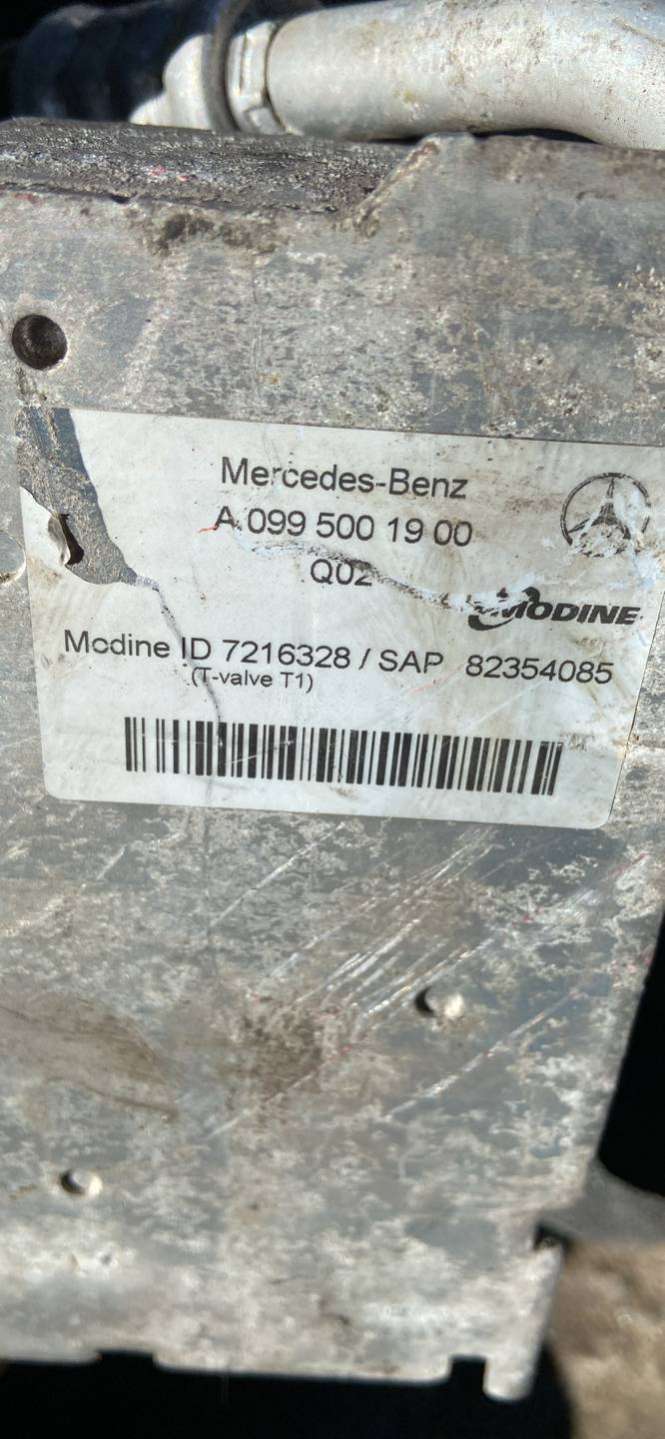 Mercedes-Benz
A 099 500 19 00
Q02
MODINE
Modine ID 7216328 / SAP 82354085
(T-valve T1)